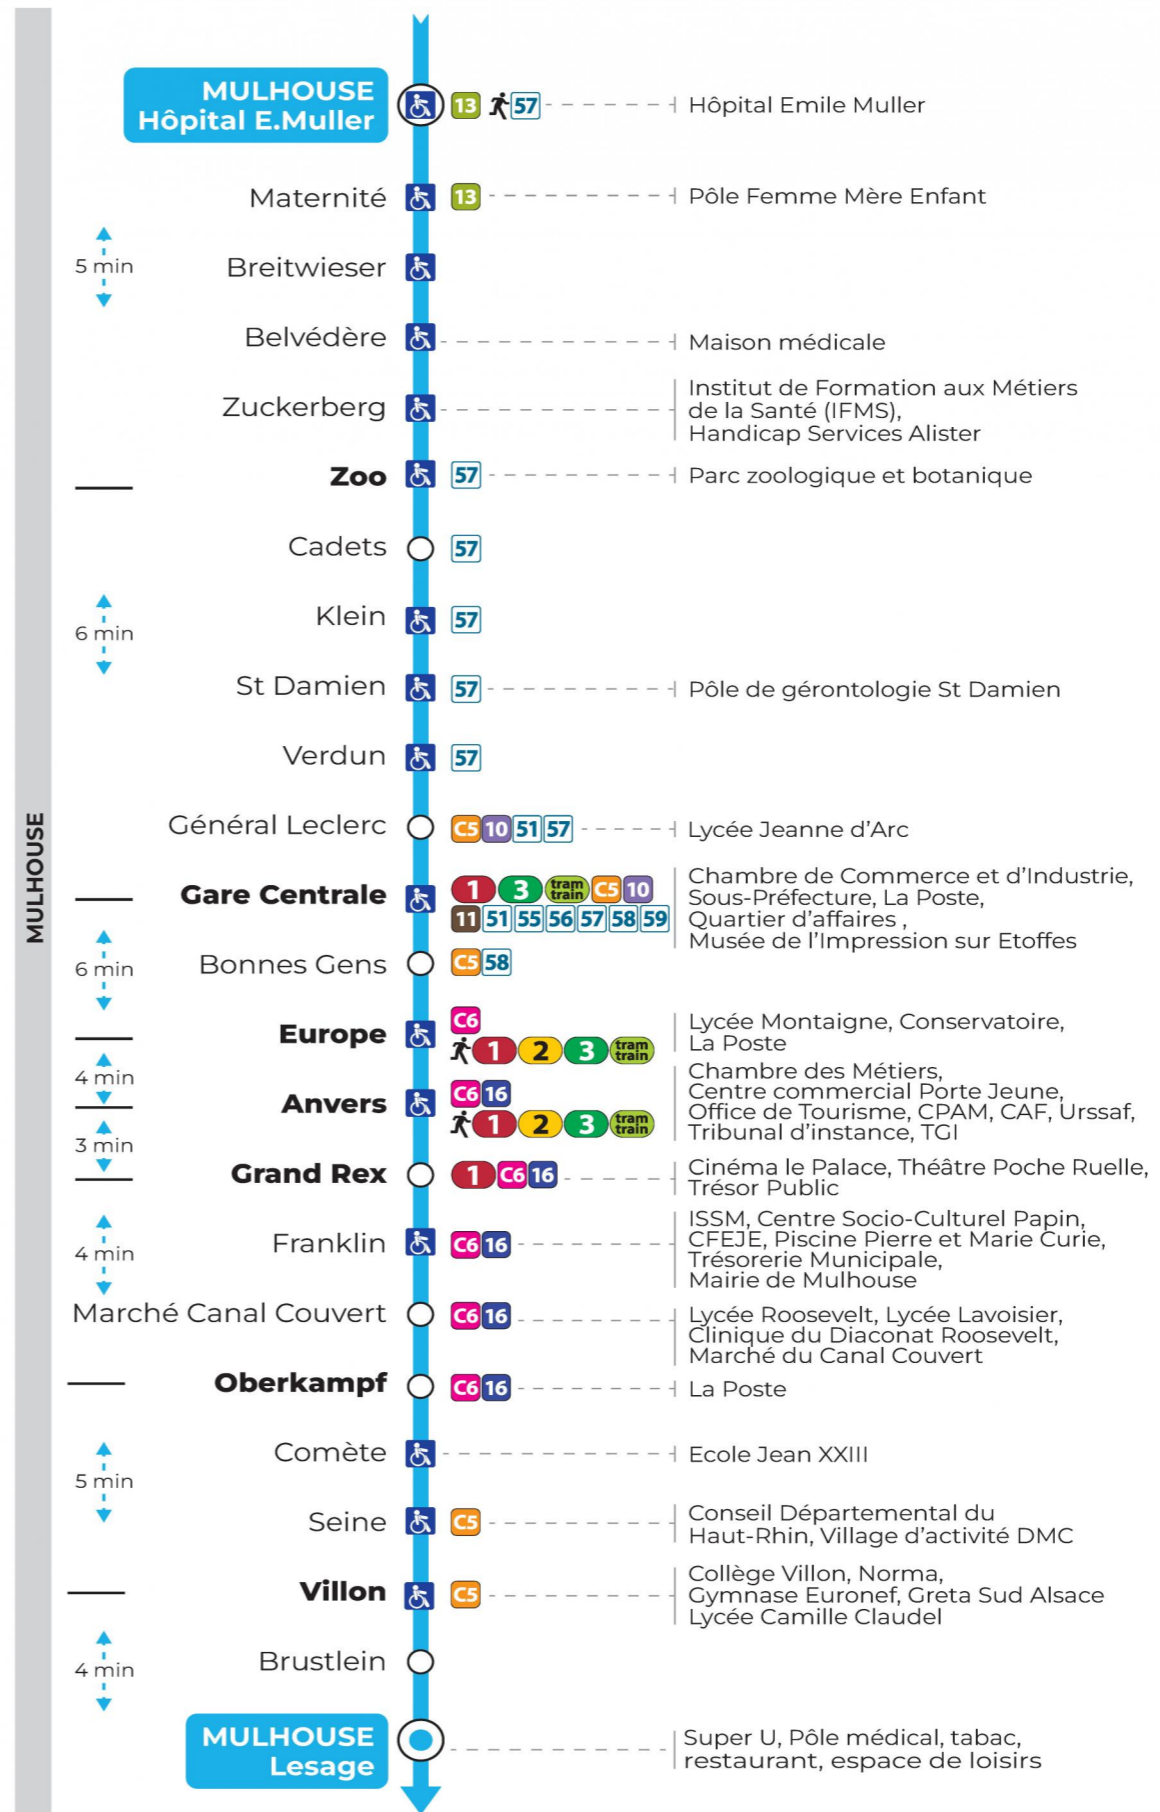 MULHOUSE
MULHOUSE
Hôpital E.Muller
13 57
Hôpital Emile Muller
Maternité
13
Pôle Femme Mère Enfant
5 min
Breitwieser
Belvédère
Maison médicale
Zuckerberg
Institut de Formation aux Métiers
de la Santé (IFMS),
Handicap Services Alister
Zoo
57
Parc zoologique et botanique
Cadets
57
6 min
Klein
57
St Damien
57
Pôle de gérontologie St Damien
Verdun
57
Général Leclerc
C5 10 51 57
Lycée Jeanne d’Arc
Gare Centrale
1 3 tram train C5 10
11 51 55 56 57 58 59
Chambre de Commerce et d’Industrie,
Sous-Préfecture, La Poste,
Quartier d’affaires ,
Musée de l’Impression sur Etoffes
6 min
Bonnes Gens
C5 58
Europe
C6
1 2 3 tram train
Lycée Montaigne, Conservatoire,
La Poste
4 min
Anvers
C6 16
1 2 3 tram train
Chambre des Métiers,
Centre commercial Porte Jeune,
Office de Tourisme, CPAM, CAF, Urssaf,
Tribunal d’instance, TGI
3 min
Grand Rex
1 C6 16
Cinéma le Palace, Théâtre Poche Ruelle,
Trésor Public
4 min
Franklin
C6 16
ISSM, Centre Socio-Culturel Papin,
CFEJE, Piscine Pierre et Marie Curie,
Trésorerie Municipale,
Mairie de Mulhouse
Marché Canal Couvert
C6 16
Lycée Roosevelt, Lycée Lavoisier,
Clinique du Diaconat Roosevelt,
Marché du Canal Couvert
Oberkampf
C6 16
La Poste
Comète
Ecole Jean XXIII
5 min
Seine
C5
Conseil Départemental du
Haut-Rhin, Village d’activité DMC
Villon
C5
Collège Villon, Norma,
Gymnase Euronef, Greta Sud Alsace
Lycée Camille Claudel
4 min
Brustlein
MULHOUSE
Lesage
Super U, Pôle médical, tabac,
restaurant, espace de loisirs